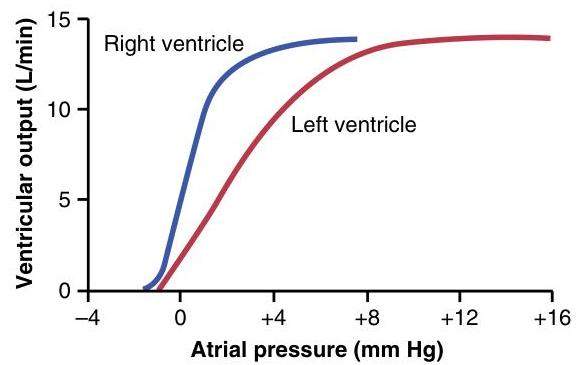 Ventricular output (L/min)
15
10
5
0
Right ventricle
Left ventricle
–4 0 +4 +8 +12 +16
Atrial pressure (mm Hg)